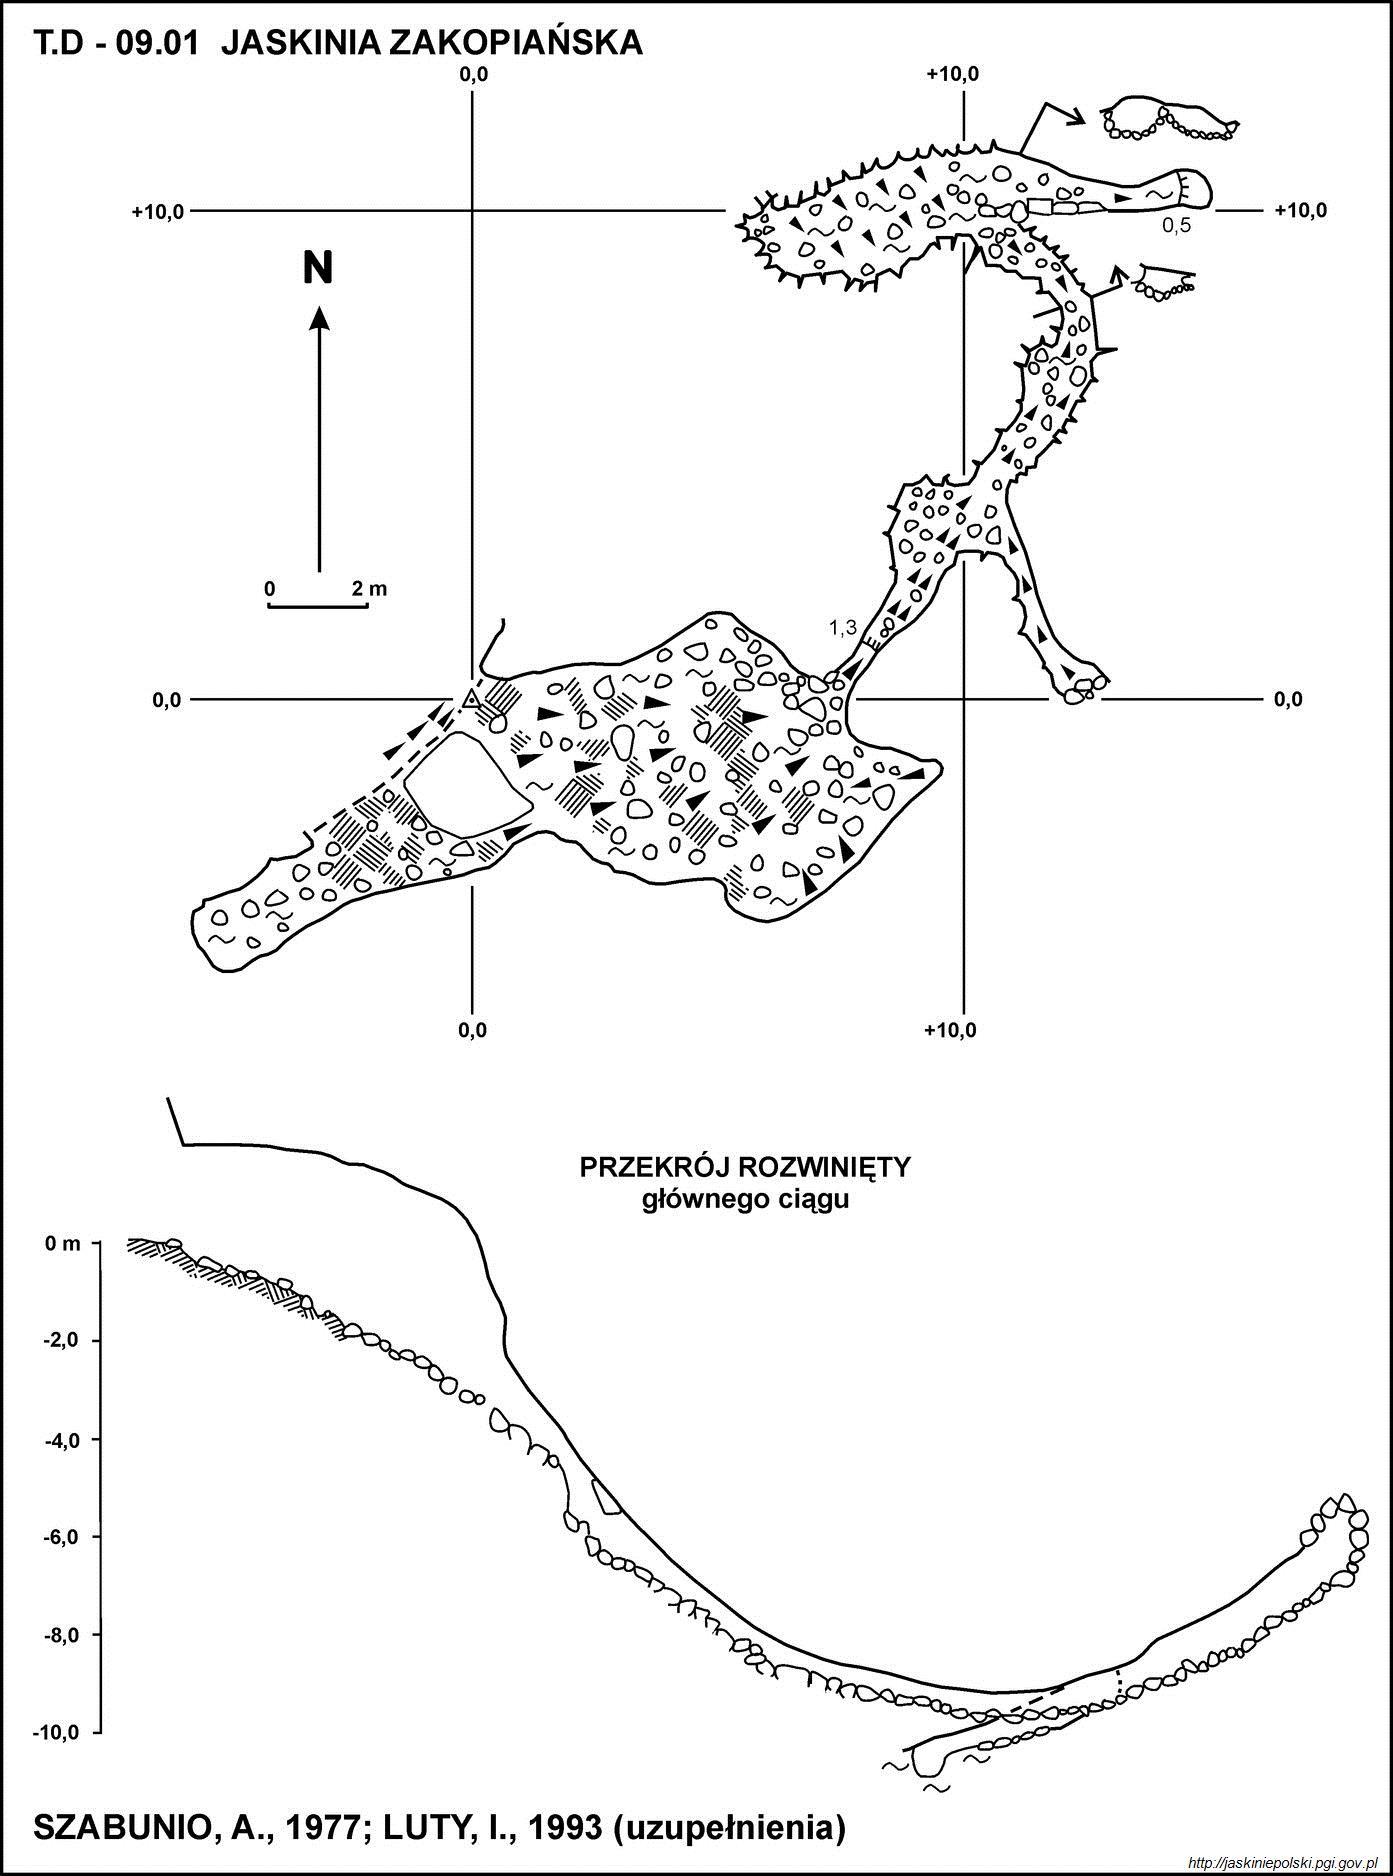 T.D - 09.01 JASKINIA ZAKOPIAŃSKA
0,0
+10,0
+10,0
+10,0
0,5
N
0 2 m
1,3
0,0
0,0
0,0
+10,0
PRZEKRÓJ ROZWINIĘTY
głównego ciągu
0 m
-2,0
-4,0
-6,0
-8,0
-10,0
SZABUNIO, A., 1977; LUTY, I., 1993 (uzupełnienia)
http://jaskiniepolski.pgi.gov.pl